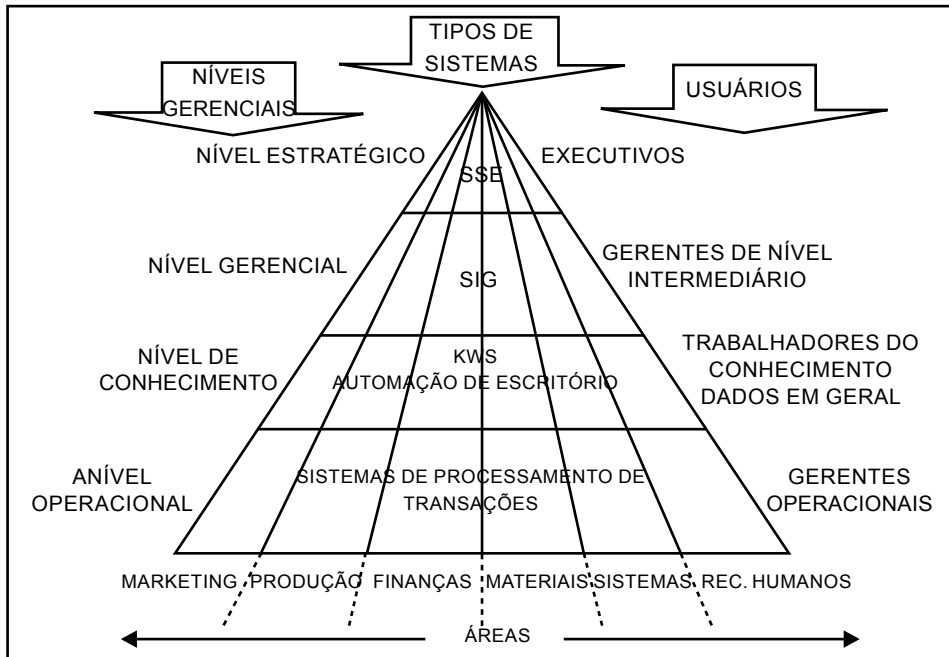 TIPOS DE
SISTEMAS
NÍVEIS
GERENCIAIS
USUÁRIOS
NÍVEL ESTRATÉGICO
EXECUTIVOS
SSE
NÍVEL GERENCIAL
SIG
GERENTES DE NÍVEL
INTERMEDIÁRIO
NÍVEL DE
CONHECIMENTO
KWS
AUTOMAÇÃO DE ESCRITÓRIO
TRABALHADORES DO
CONHECIMENTO
DADOS EM GERAL
ANÍVEL
OPERACIONAL
SISTEMAS DE PROCESSAMENTO DE
TRANSAÇÕES
GERENTES
OPERACIONAIS
MARKETING PRODUÇÃO FINANÇAS MATERIAIS SISTEMAS REC. HUMANOS
ÁREAS